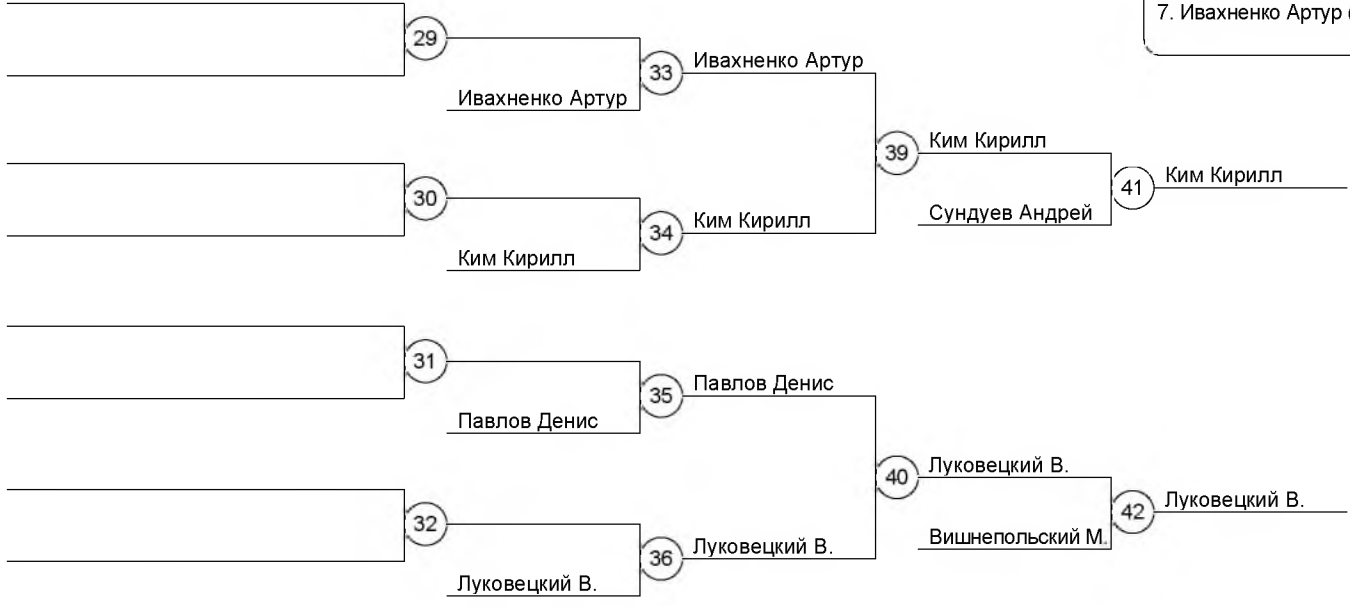 7. Ивахненко Артур (
29
33
Ивахненко Артур
Ивахненко Артур
39
Ким Кирилл
30
41
Ким Кирилл
34
Ким Кирилл
Сундуев Андрей
Ким Кирилл
31
35
Павлов Денис
Павлов Денис
40
Луковецкий В.
32
42
Луковецкий В.
36
Луковецкий В.
Вишнепольский М.
Луковецкий В.